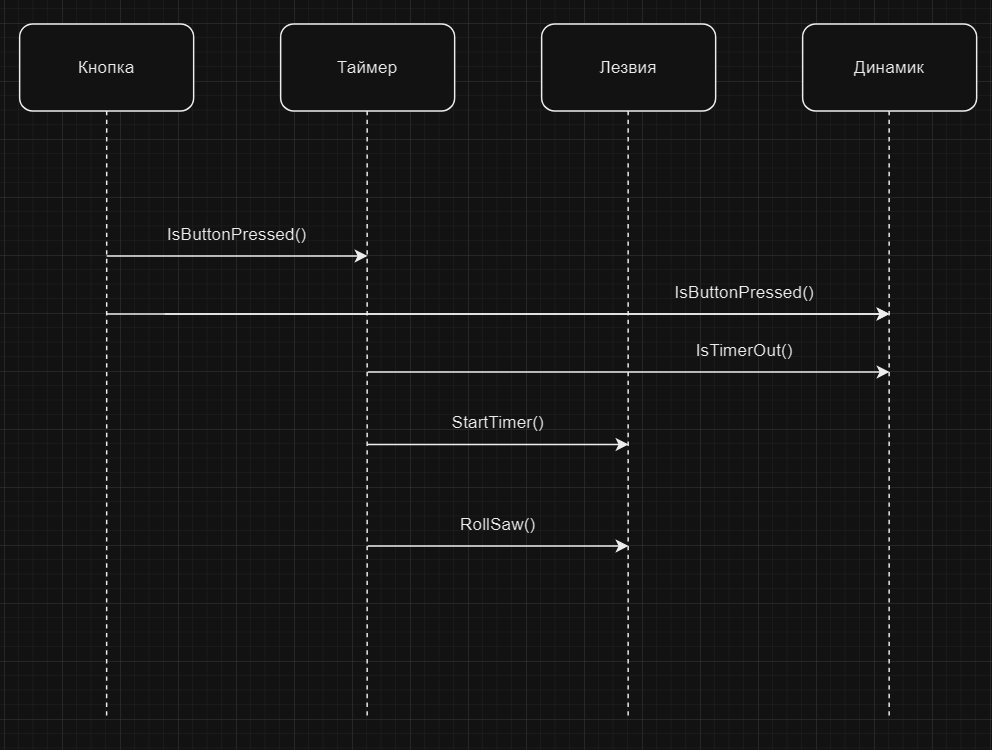 Кнопка
Таймер
Лезвия
Динамик
IsButtonPressed()
IsButtonPressed()
IsTimerOut()
StartTimer()
RollSaw()